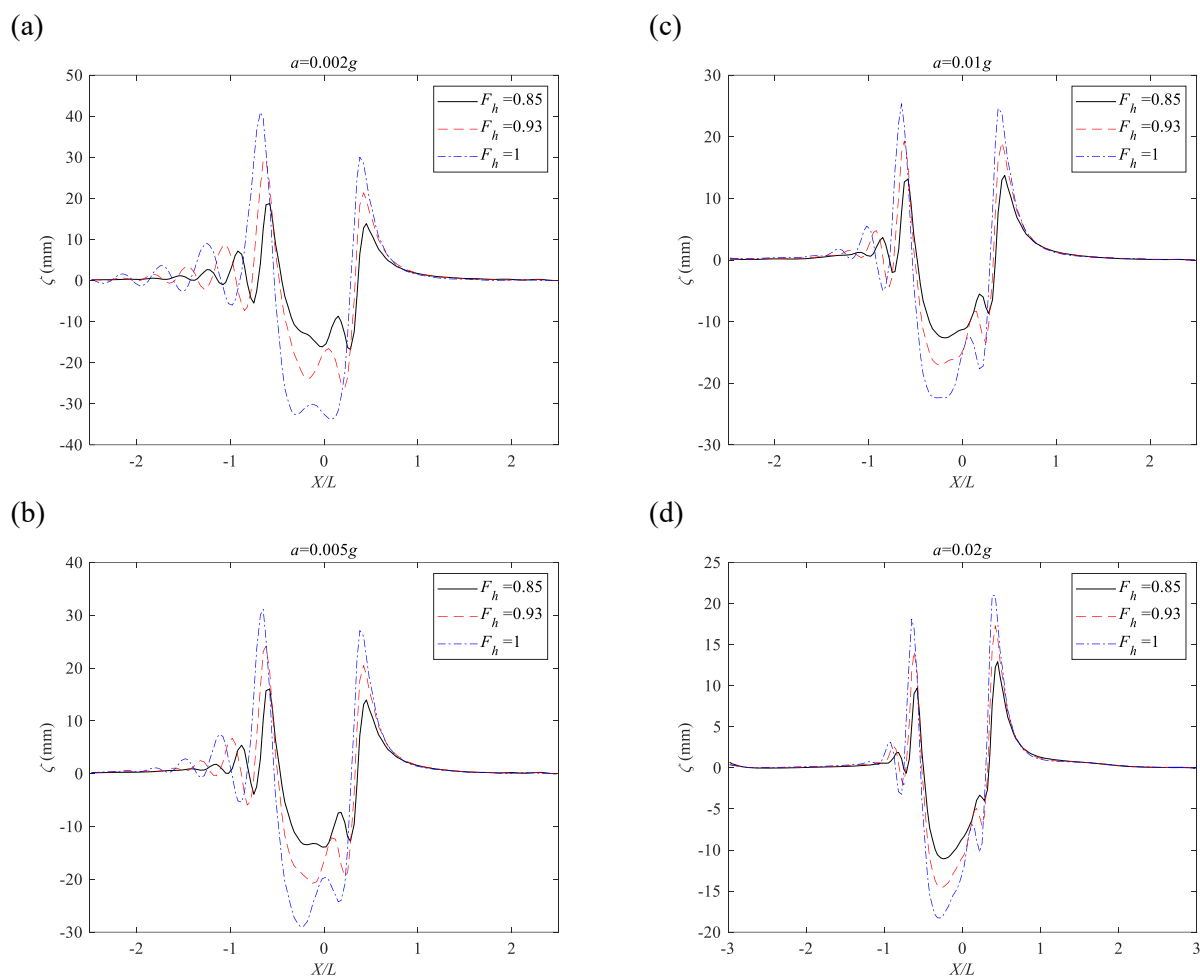 (a)
a=0.002g
50
40
30
20
10
0
-10
-20
-30
-40
ζ (mm)
F_h=0.85
F_h=0.93
F_h=1
-2 -1 0 1 2
X/L
(c)
a=0.01g
30
20
10
0
-10
-20
-30
ζ (mm)
F_h=0.85
F_h=0.93
F_h=1
-2 -1 0 1 2
X/L
(b)
a=0.005g
40
30
20
10
0
-10
-20
-30
ζ (mm)
F_h=0.85
F_h=0.93
F_h=1
-2 -1 0 1 2
X/L
(d)
a=0.02g
25
20
15
10
5
0
-5
-10
-15
-20
ζ (mm)
F_h=0.85
F_h=0.93
F_h=1
-3 -2 -1 0 1 2 3
X/L